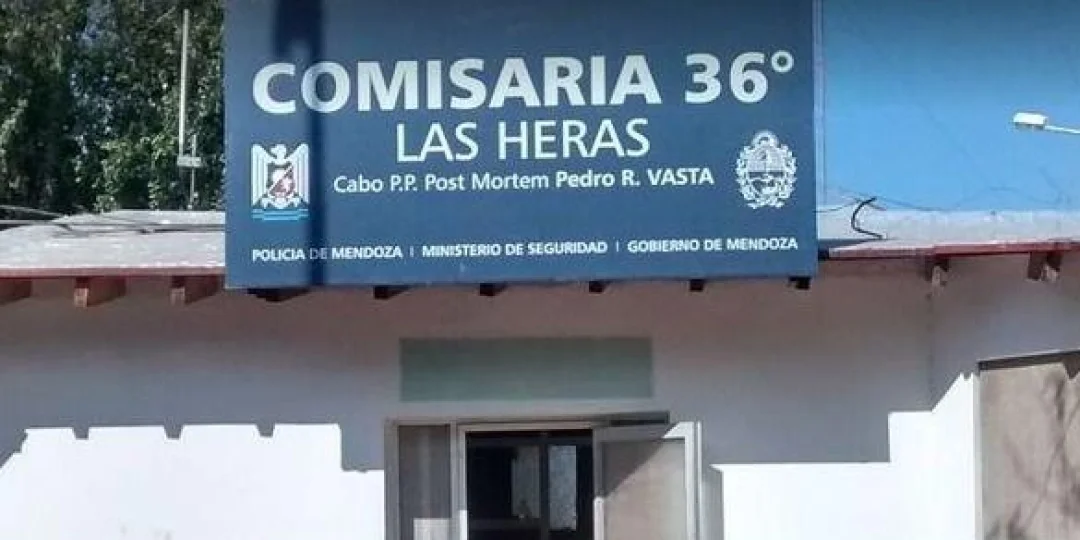 COMISARIA 36°
LAS HERAS
Cabo P.P. Post Mortem Pedro R. VASTA
POLICIA DE MENDOZA | MINISTERIO DE SEGURIDAD | GOBIERNO DE MENDOZA